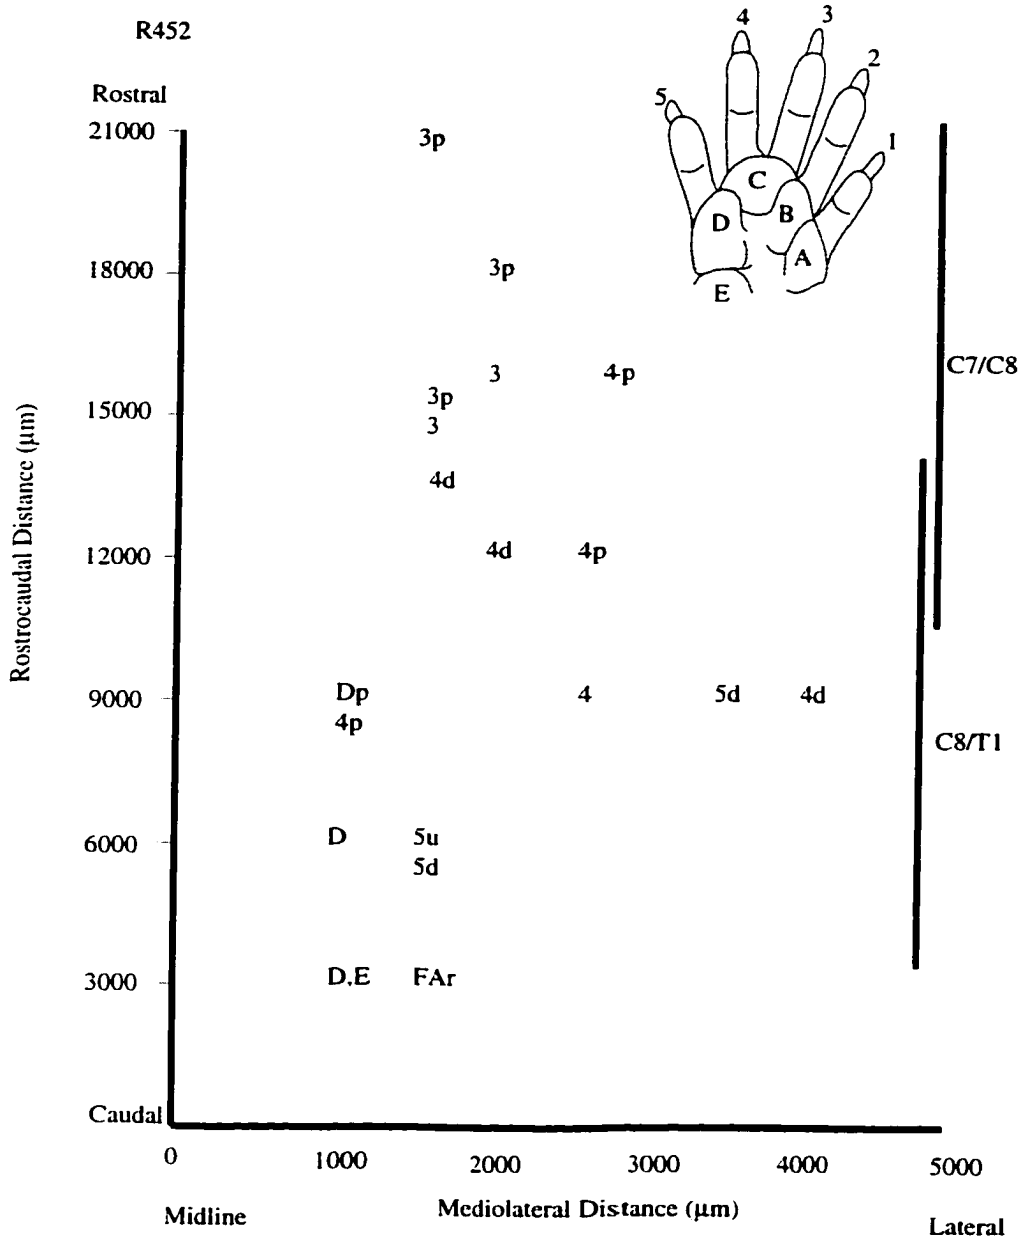 R452
4
3
2
5
1
C
B
D
A
E
Rostral
21000
3p
18000
3p
C7/C8
3
4p
15000
3p
3
4d
12000
4d
4p
Rostrocaudal Distance (μm)
9000
Dp
4
5d
4d
4p
C8/T1
6000
D
5u
5d
3000
D,E
FAr
Caudal
0
1000
2000
3000
4000
5000
Midline
Mediolateral Distance (μm)
Lateral